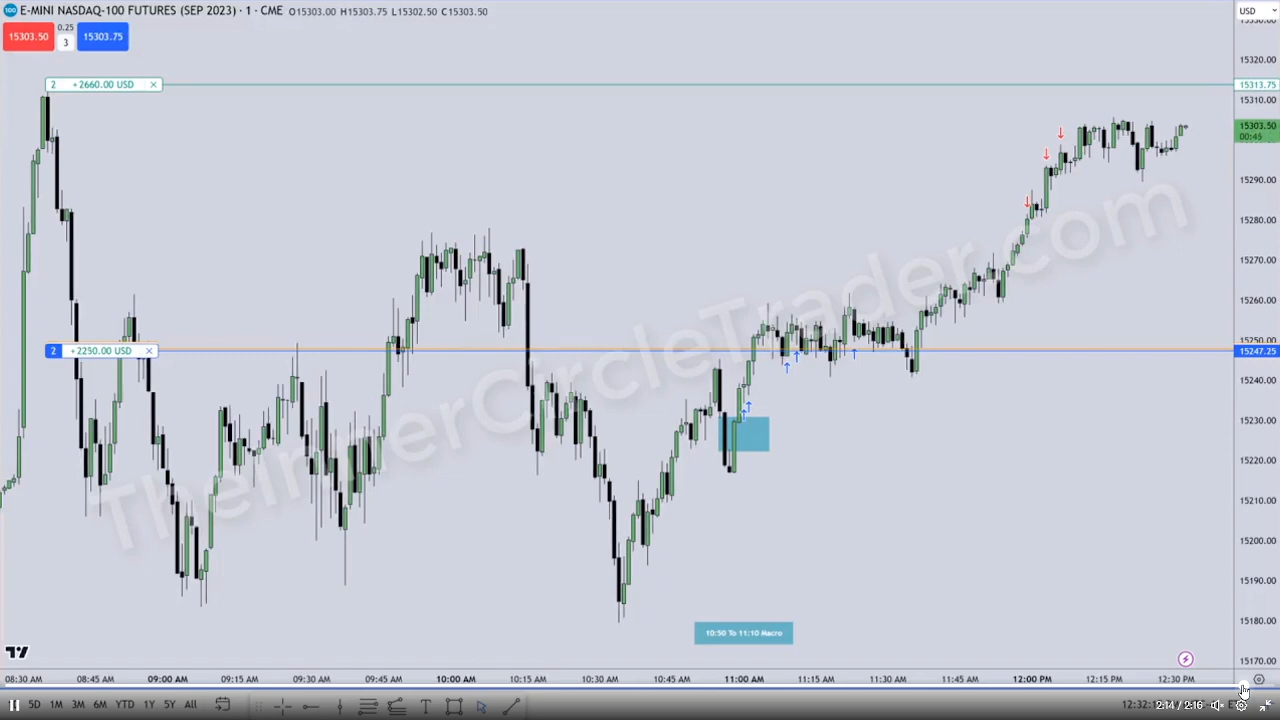 E-MINI NASDAQ-100 FUTURES (SEP 2023) · 1 · CME O15303.00 H15303.75 L15302.50 C15303.50
USD
15303.50 0.25 3 15303.75
15320.00
2 +2660.00 USD ×
15313.75
15310.00
15303.50
00:45
15290.00
15280.00
15270.00
15260.00
15250.00
2 +2250.00 USD ×
15247.25
15240.00
15230.00
15220.00
15210.00
15200.00
15190.00
15180.00
15170.00
TheInnerCircleTrader.com
10:50 To 11:10 Macro
08:30 AM 08:45 AM 09:00 AM 09:15 AM 09:30 AM 09:45 AM 10:00 AM 10:15 AM 10:30 AM 10:45 AM 11:00 AM 11:15 AM 11:30 AM 11:45 AM 12:00 PM 12:15 PM 12:30 PM
5D 1M 3M 6M YTD 1Y 5Y All
T
2:14 / 2:16